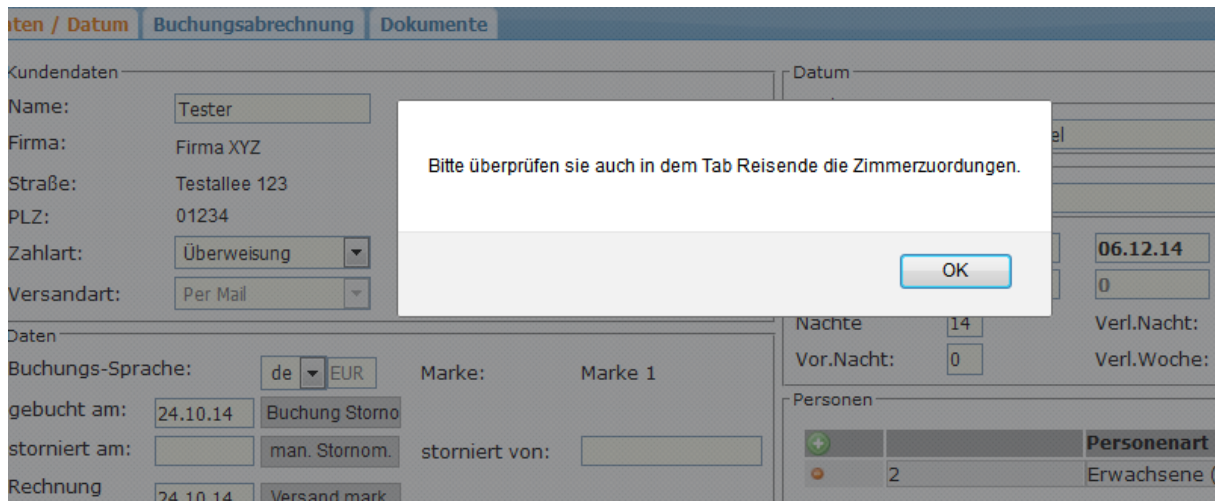 aten / Datum Buchungsabrechnung Dokumente
Kundendaten Datum
Name: Tester
el
Firma: Firma XYZ
Bitte überprüfen sie auch in dem Tab Reisende die Zimmerzuordungen.
Straße: Testallee 123
PLZ: 01234
Zahlart: Überweisung 06.12.14
OK
Versandart: Per Mail 0
Nächte 14 Verl.Nacht:
Daten
Vor.Nacht: 0 Verl.Woche:
Buchungs-Sprache: de EUR Marke: Marke 1
Personen
gebucht am: 24.10.14 Buchung Storno
storniert am: man. Stornom. storniert von: Personenart
2 Erwachsene (
Rechnung 24.10.14 Versand mark.